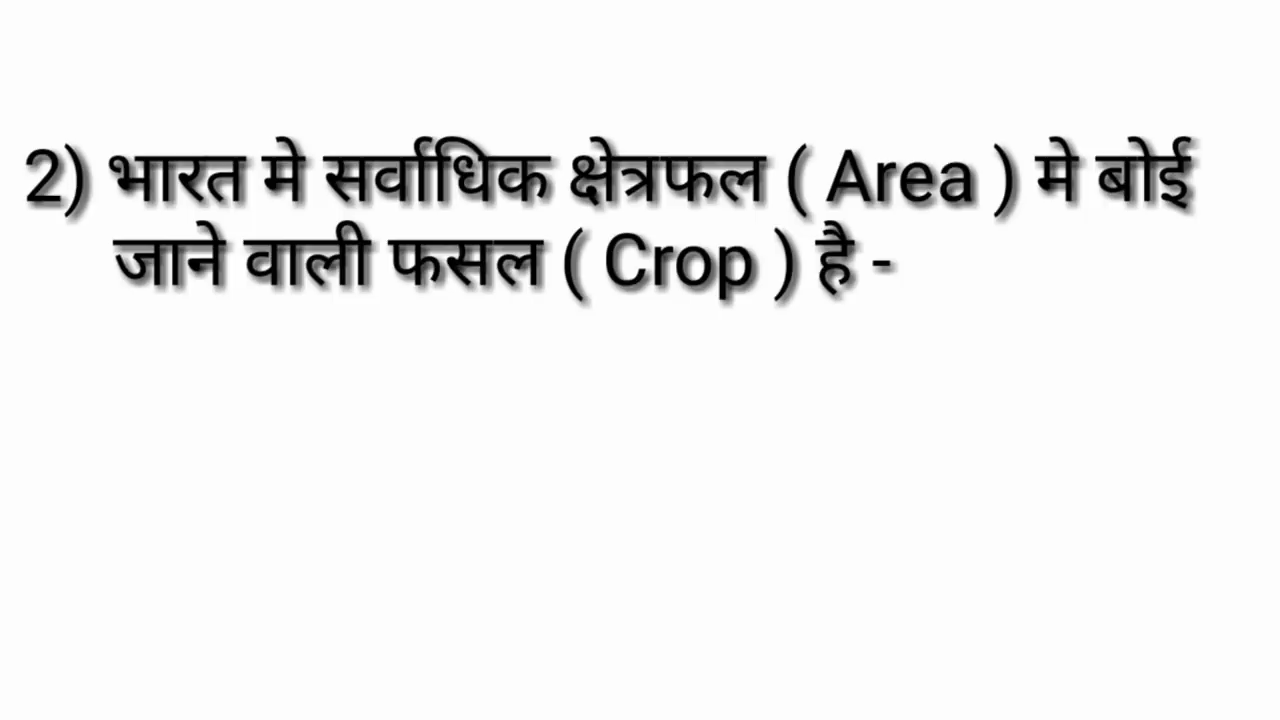 2) भारत मे सर्वाधिक क्षेत्रफल ( Area ) मे बोई
जाने वाली फसल ( Crop ) है -